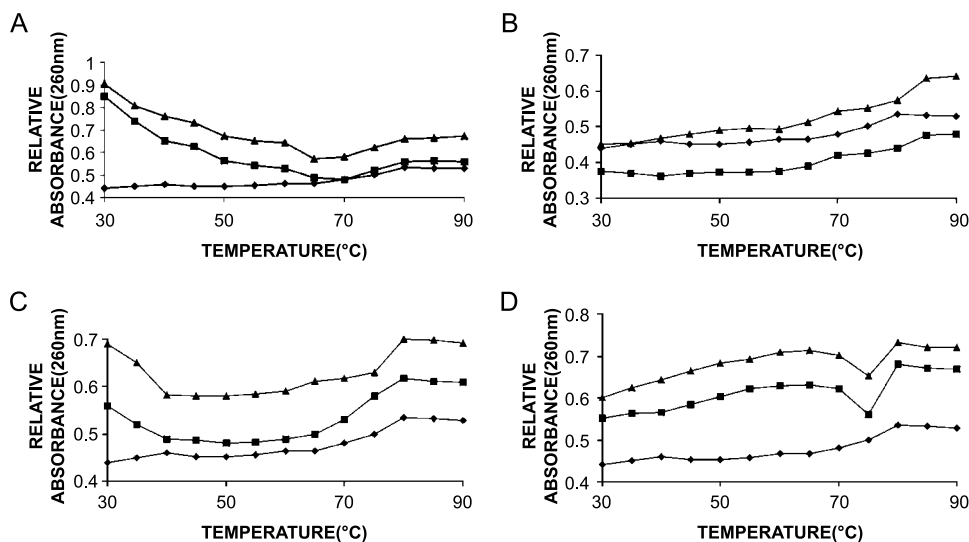 A
RELATIVE
ABSORBANCE(260nm)
1
0.9
0.8
0.7
0.6
0.5
0.4
30
50
70
90
TEMPERATURE(°C)
B
RELATIVE
ABSORBANCE(260nm)
0.7
0.6
0.5
0.4
0.3
30
50
70
90
TEMPERATURE(°C)
C
RELATIVE
ABSORBANCE(260nm)
0.7
0.6
0.5
0.4
30
50
70
90
TEMPERATURE(°C)
D
RELATIVE
ABSORBANCE(260nm)
0.8
0.7
0.6
0.5
0.4
30
50
70
90
TEMPERATURE(°C)